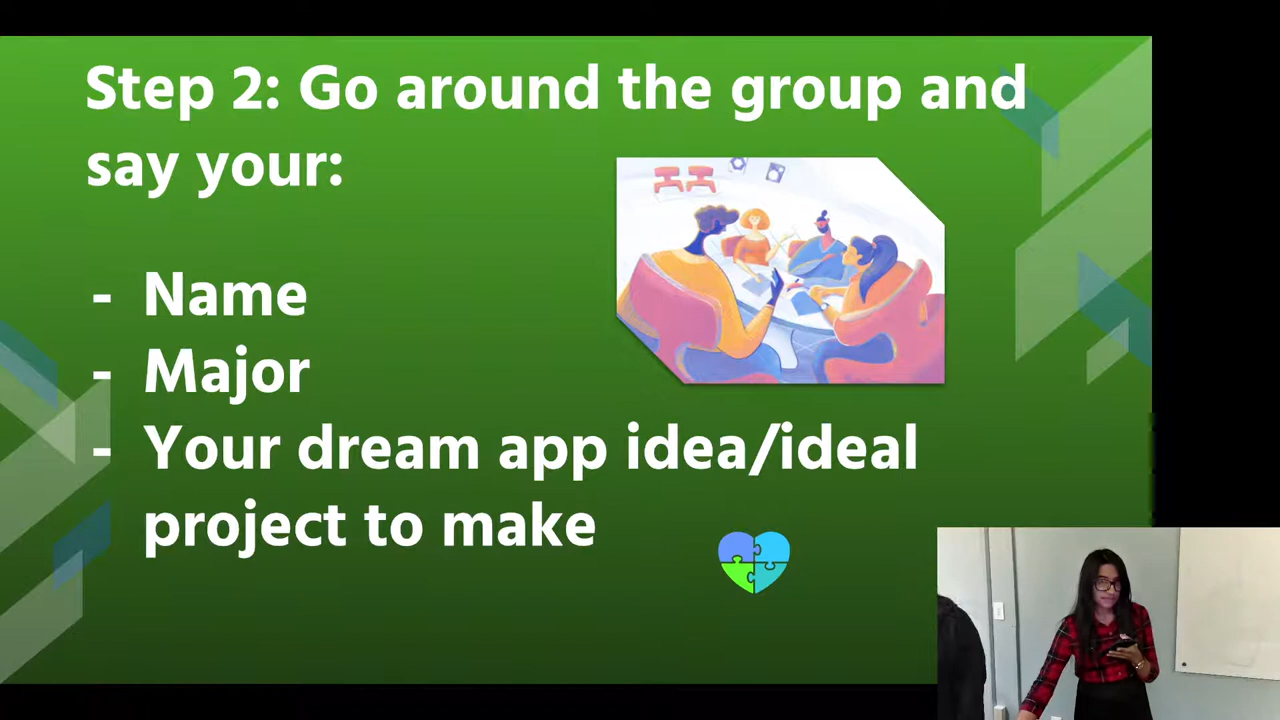 Step 2: Go around the group and
say your:
- Name
- Major
- Your dream app idea/ideal
project to make